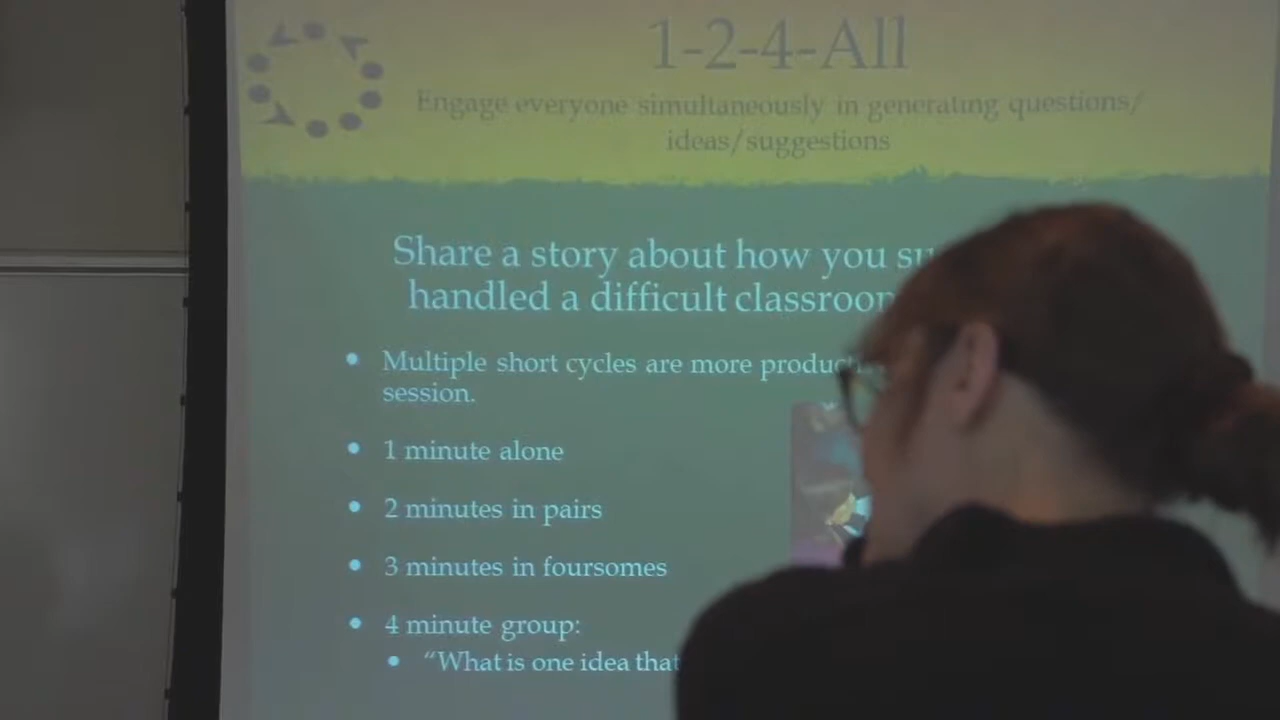 1-2-4-All
Engage everyone simultaneously in generating questions/
ideas/suggestions
Share a story about how you
handled a difficult
Multiple short cycles are more
session.
1 minute alone
2 minutes in pairs
3 minutes in foursomes
4 minute group:
“What is one idea that